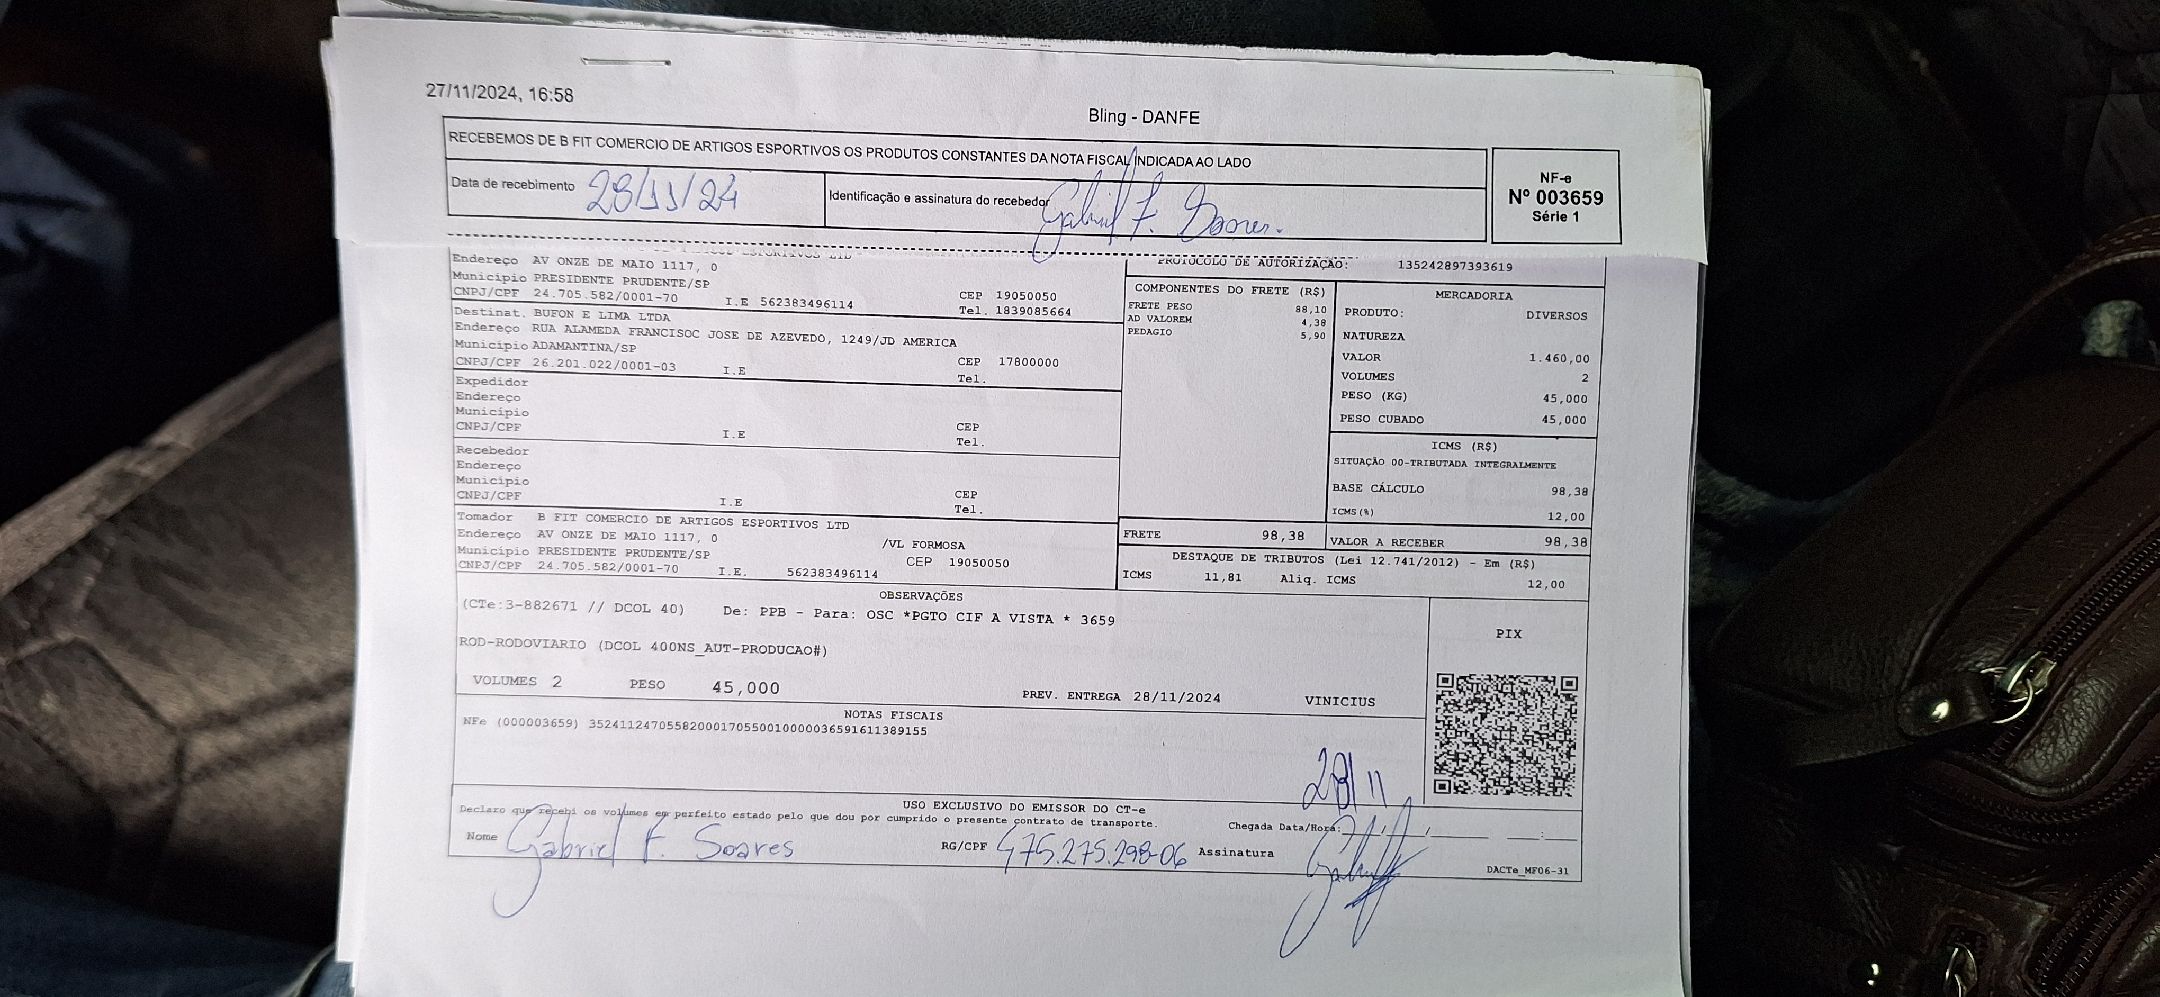 27/11/2024, 16:58
Bling - DANFE
RECEBEMOS DE B FIT COMERCIO DE ARTIGOS ESPORTIVOS OS PRODUTOS CONSTANTES DA NOTA FISCAL INDICADA AO LADO
Data de recebimento 28/11/24
Identificação e assinatura do recebedor Gabriel F. Soares.
NF-e
Nº 003659
Série 1
ESPORTIVOS LTD
Endereço AV ONZE DE MAIO 1117, 0
Município PRESIDENTE PRUDENTE/SP
CNPJ/CPF 24.705.582/0001-70 I.E 562383496114 CEP 19050050
Tel. 1839085664
Destinat. BUFON E LIMA LTDA
Endereço RUA ALAMEDA FRANCISOC JOSE DE AZEVEDO, 1249/JD AMERICA
Município ADAMANTINA/SP
CNPJ/CPF 26.201.022/0001-03 I.E CEP 17800000
Tel.
Expedidor
Endereço
Município
CNPJ/CPF I.E CEP
Tel.
Recebedor
Endereço
Município
CNPJ/CPF I.E CEP
Tel.
Tomador B FIT COMERCIO DE ARTIGOS ESPORTIVOS LTD
Endereço AV ONZE DE MAIO 1117, 0 /VL FORMOSA
Município PRESIDENTE PRUDENTE/SP CEP 19050050
CNPJ/CPF 24.705.582/0001-70 I.E. 562383496114
PROTOCOLO DE AUTORIZAÇÃO: 135242897393619
COMPONENTES DO FRETE (R$)
FRETE PESO 88,10
AD VALOREM 4,38
PEDAGIO 5,90
MERCADORIA
PRODUTO: DIVERSOS
NATUREZA
VALOR 1.460,00
VOLUMES 2
PESO (KG) 45,000
PESO CUBADO 45,000
ICMS (R$)
SITUAÇÃO 00-TRIBUTADA INTEGRALMENTE
BASE CÁLCULO 98,38
ICMS(%) 12,00
FRETE 98,38
VALOR A RECEBER 98,38
DESTAQUE DE TRIBUTOS (Lei 12.741/2012) - Em (R$)
ICMS 11,81 Aliq. ICMS 12,00
OBSERVAÇÕES
(CTe:3-882671 // DCOL 40) De: PPB - Para: OSC *PGTO CIF A VISTA * 3659
ROD-RODOVIARIO (DCOL 400NS_AUT-PRODUCAO#)
VOLUMES 2 PESO 45,000 PREV. ENTREGA 28/11/2024 VINICIUS
PIX
NOTAS FISCAIS
NFe (000003659) 35241124705582000170550010000036591611389155
28/11
USO EXCLUSIVO DO EMISSOR DO CT-e
Declaro que recebi os volumes em perfeito estado pelo que dou por cumprido o presente contrato de transporte.
Chegada Data/Hora: / / :
Nome Gabriel F. Soares RG/CPF 475.275.298-06 Assinatura
DACTe_MF06-31